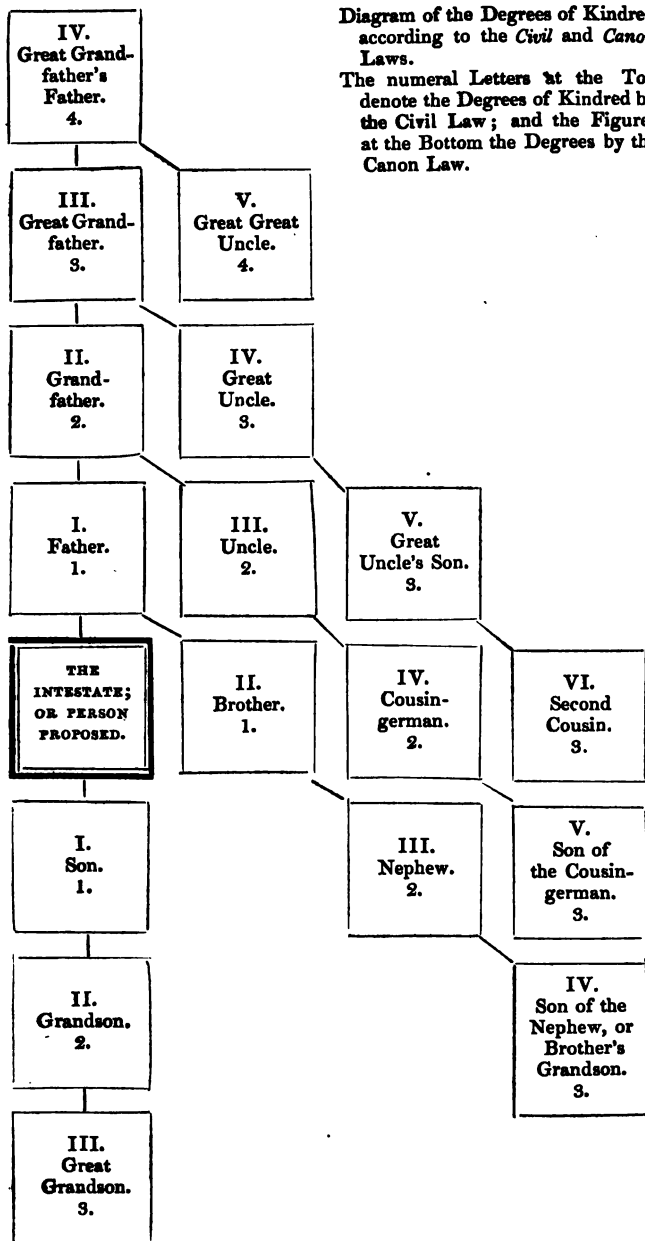 Diagram of the Degrees of Kindre
according to the Civil and Cano
Laws.
The numeral Letters at the To
denote the Degrees of Kindred b
the Civil Law; and the Figure
at the Bottom the Degrees by th
Canon Law.
IV.
Great Grand-
father's
Father.
4.
III.
Great Grand-
father.
3.
V.
Great Great
Uncle.
4.
II.
Grand-
father.
2.
IV.
Great
Uncle.
3.
I.
Father.
1.
III.
Uncle.
2.
V.
Great
Uncle's Son.
3.
THE
INTESTATE;
OR PERSON
PROPOSED.
II.
Brother.
1.
IV.
Cousin-
german.
2.
VI.
Second
Cousin.
3.
I.
Son.
1.
III.
Nephew.
2.
V.
Son of
the Cousin-
german.
3.
II.
Grandson.
2.
IV.
Son of the
Nephew, or
Brother's
Grandson.
3.
III.
Great
Grandson.
3.